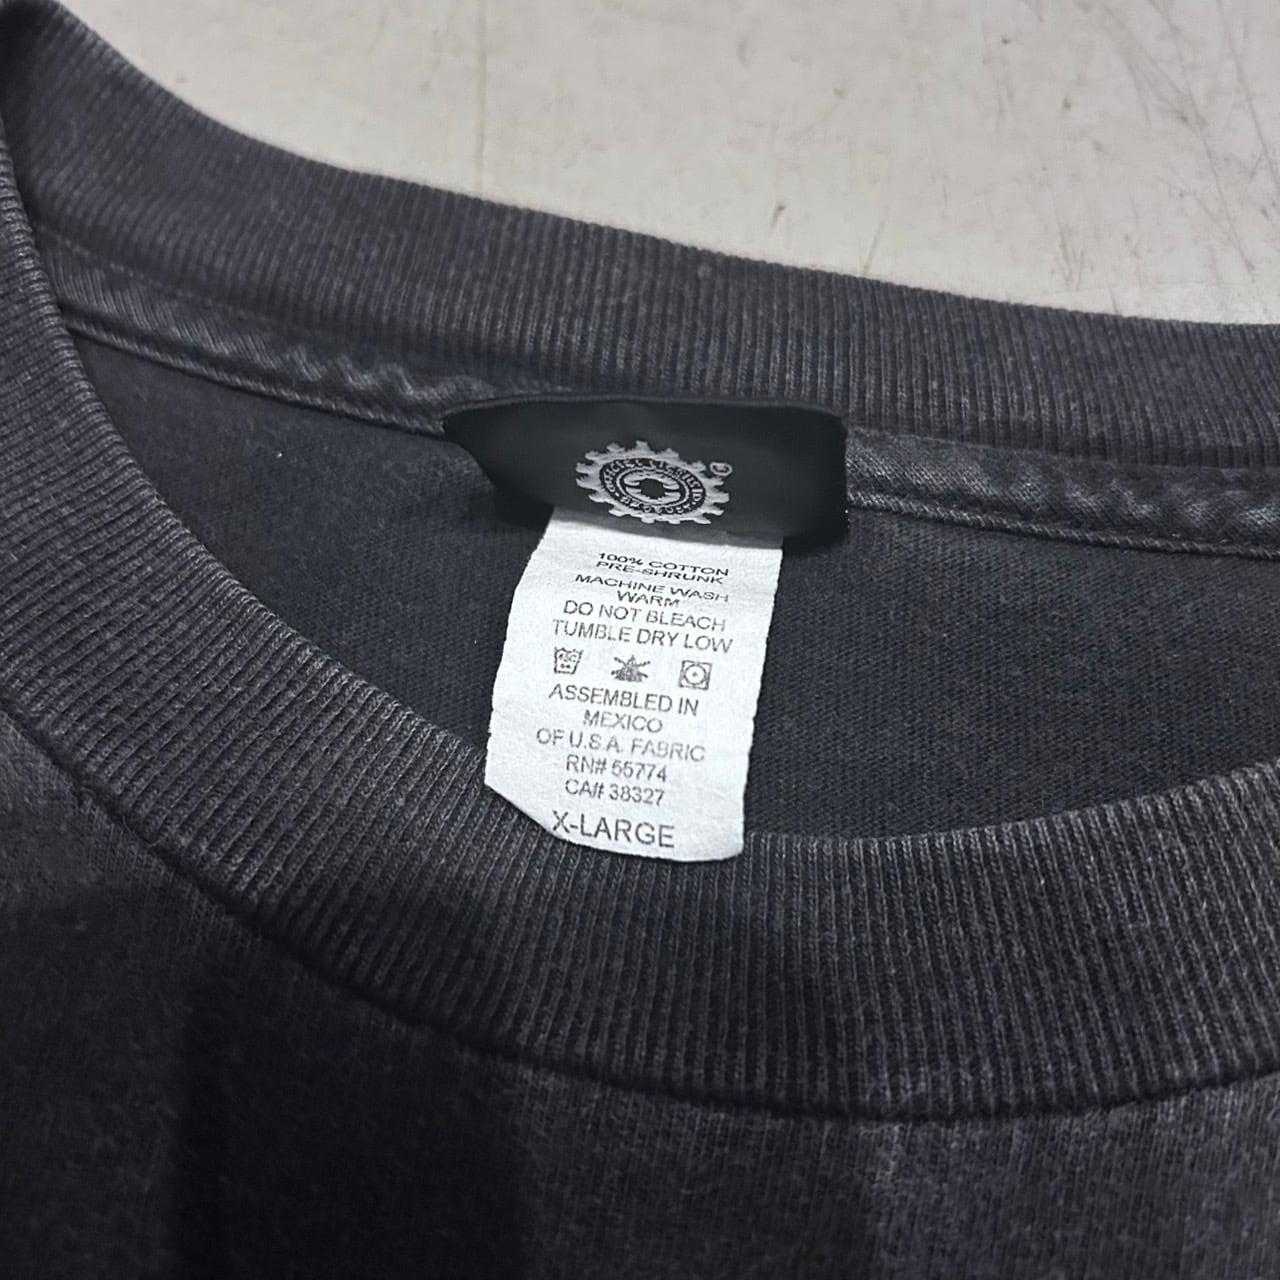 100% COTTON
PRE-SHRUNK
MACHINE WASH
WARM
DO NOT BLEACH
TUMBLE DRY LOW
ASSEMBLED IN
MEXICO
OF U.S.A. FABRIC
RN# 55774
CA# 38327
X-LARGE